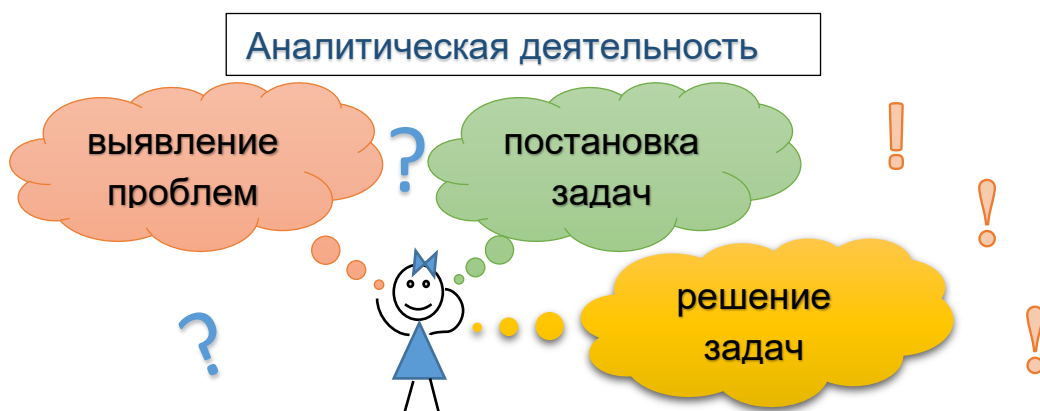 Аналитическая деятельность
выявление
проблем
?
постановка
задач
!
!
решение
задач
?
!